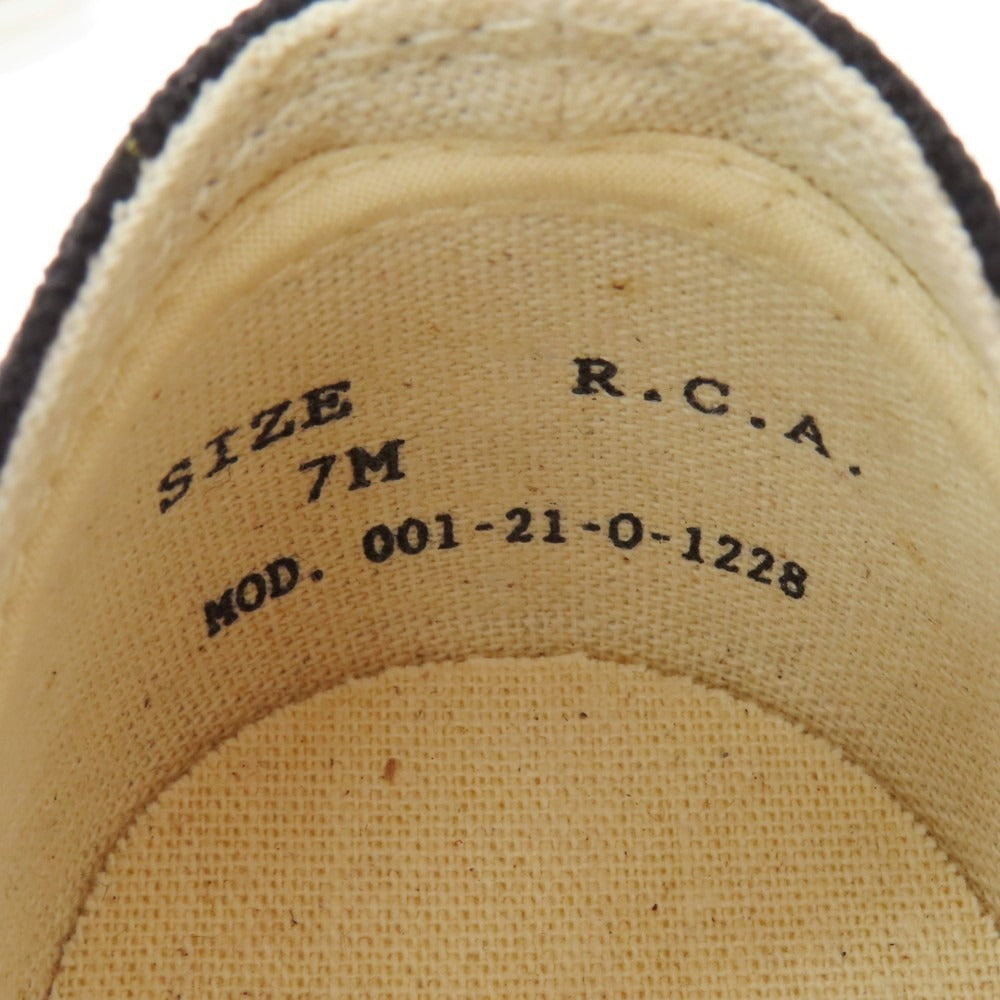 SIZE R.C.A.
7M
MOD. 001-21-0-1228